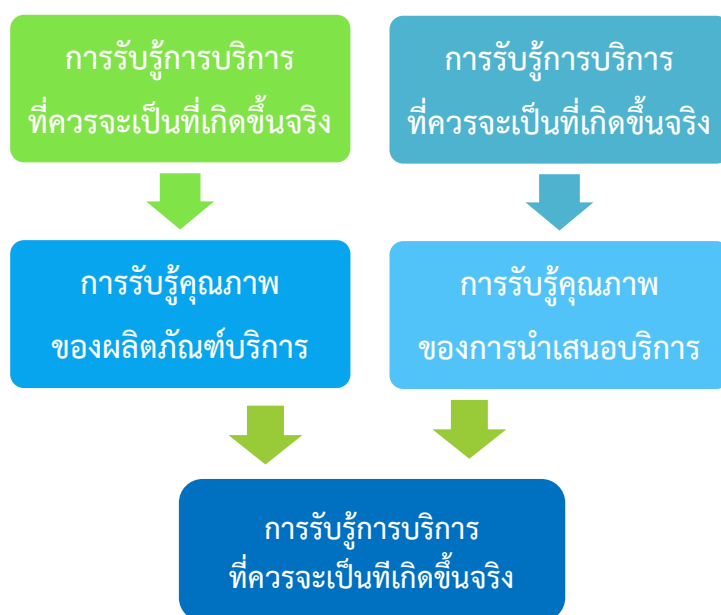 การรับรู้การบริการ
ที่ควรจะเป็นที่เกิดขึ้นจริง
การรับรู้การบริการ
ที่ควรจะเป็นที่เกิดขึ้นจริง
การรับรู้คุณภาพ
ของผลิตภัณฑ์บริการ
การรับรู้คุณภาพ
ของการนำเสนอบริการ
การรับรู้การบริการ
ที่ควรจะเป็นทีเกิดขึ้นจริง